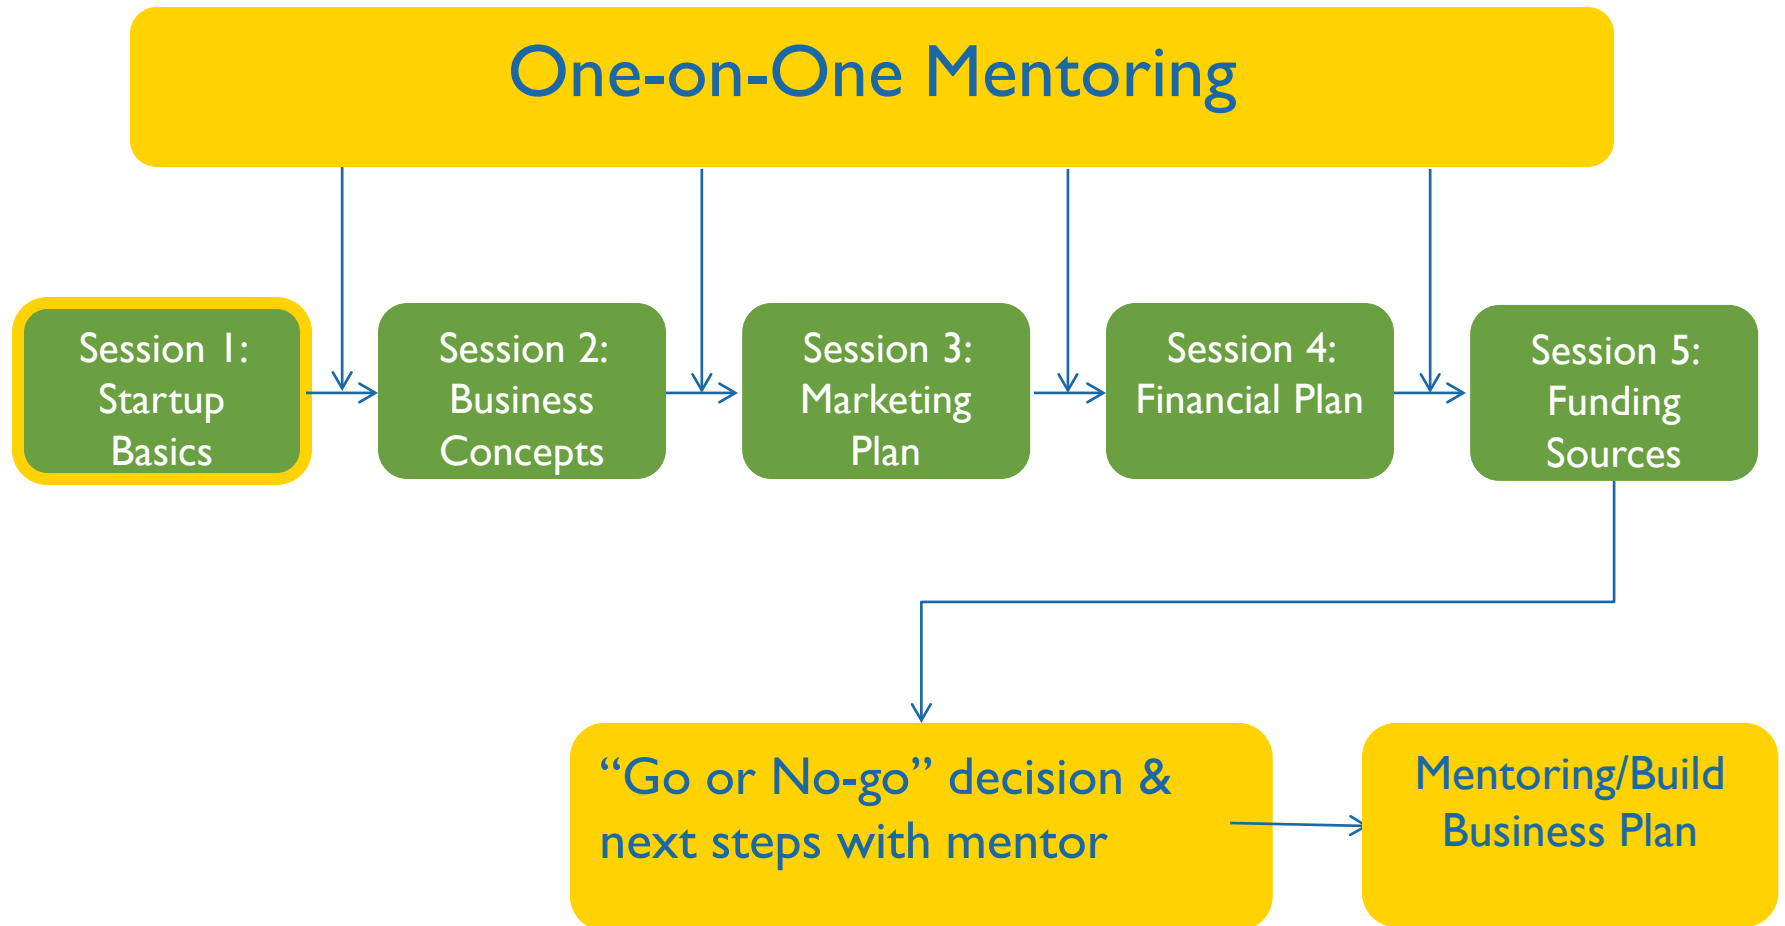 One-on-One Mentoring
Session 1:
Startup
Basics
Session 2:
Business
Concepts
Session 3:
Marketing
Plan
Session 4:
Financial Plan
Session 5:
Funding
Sources
“Go or No-go” decision &
next steps with mentor
Mentoring/Build
Business Plan